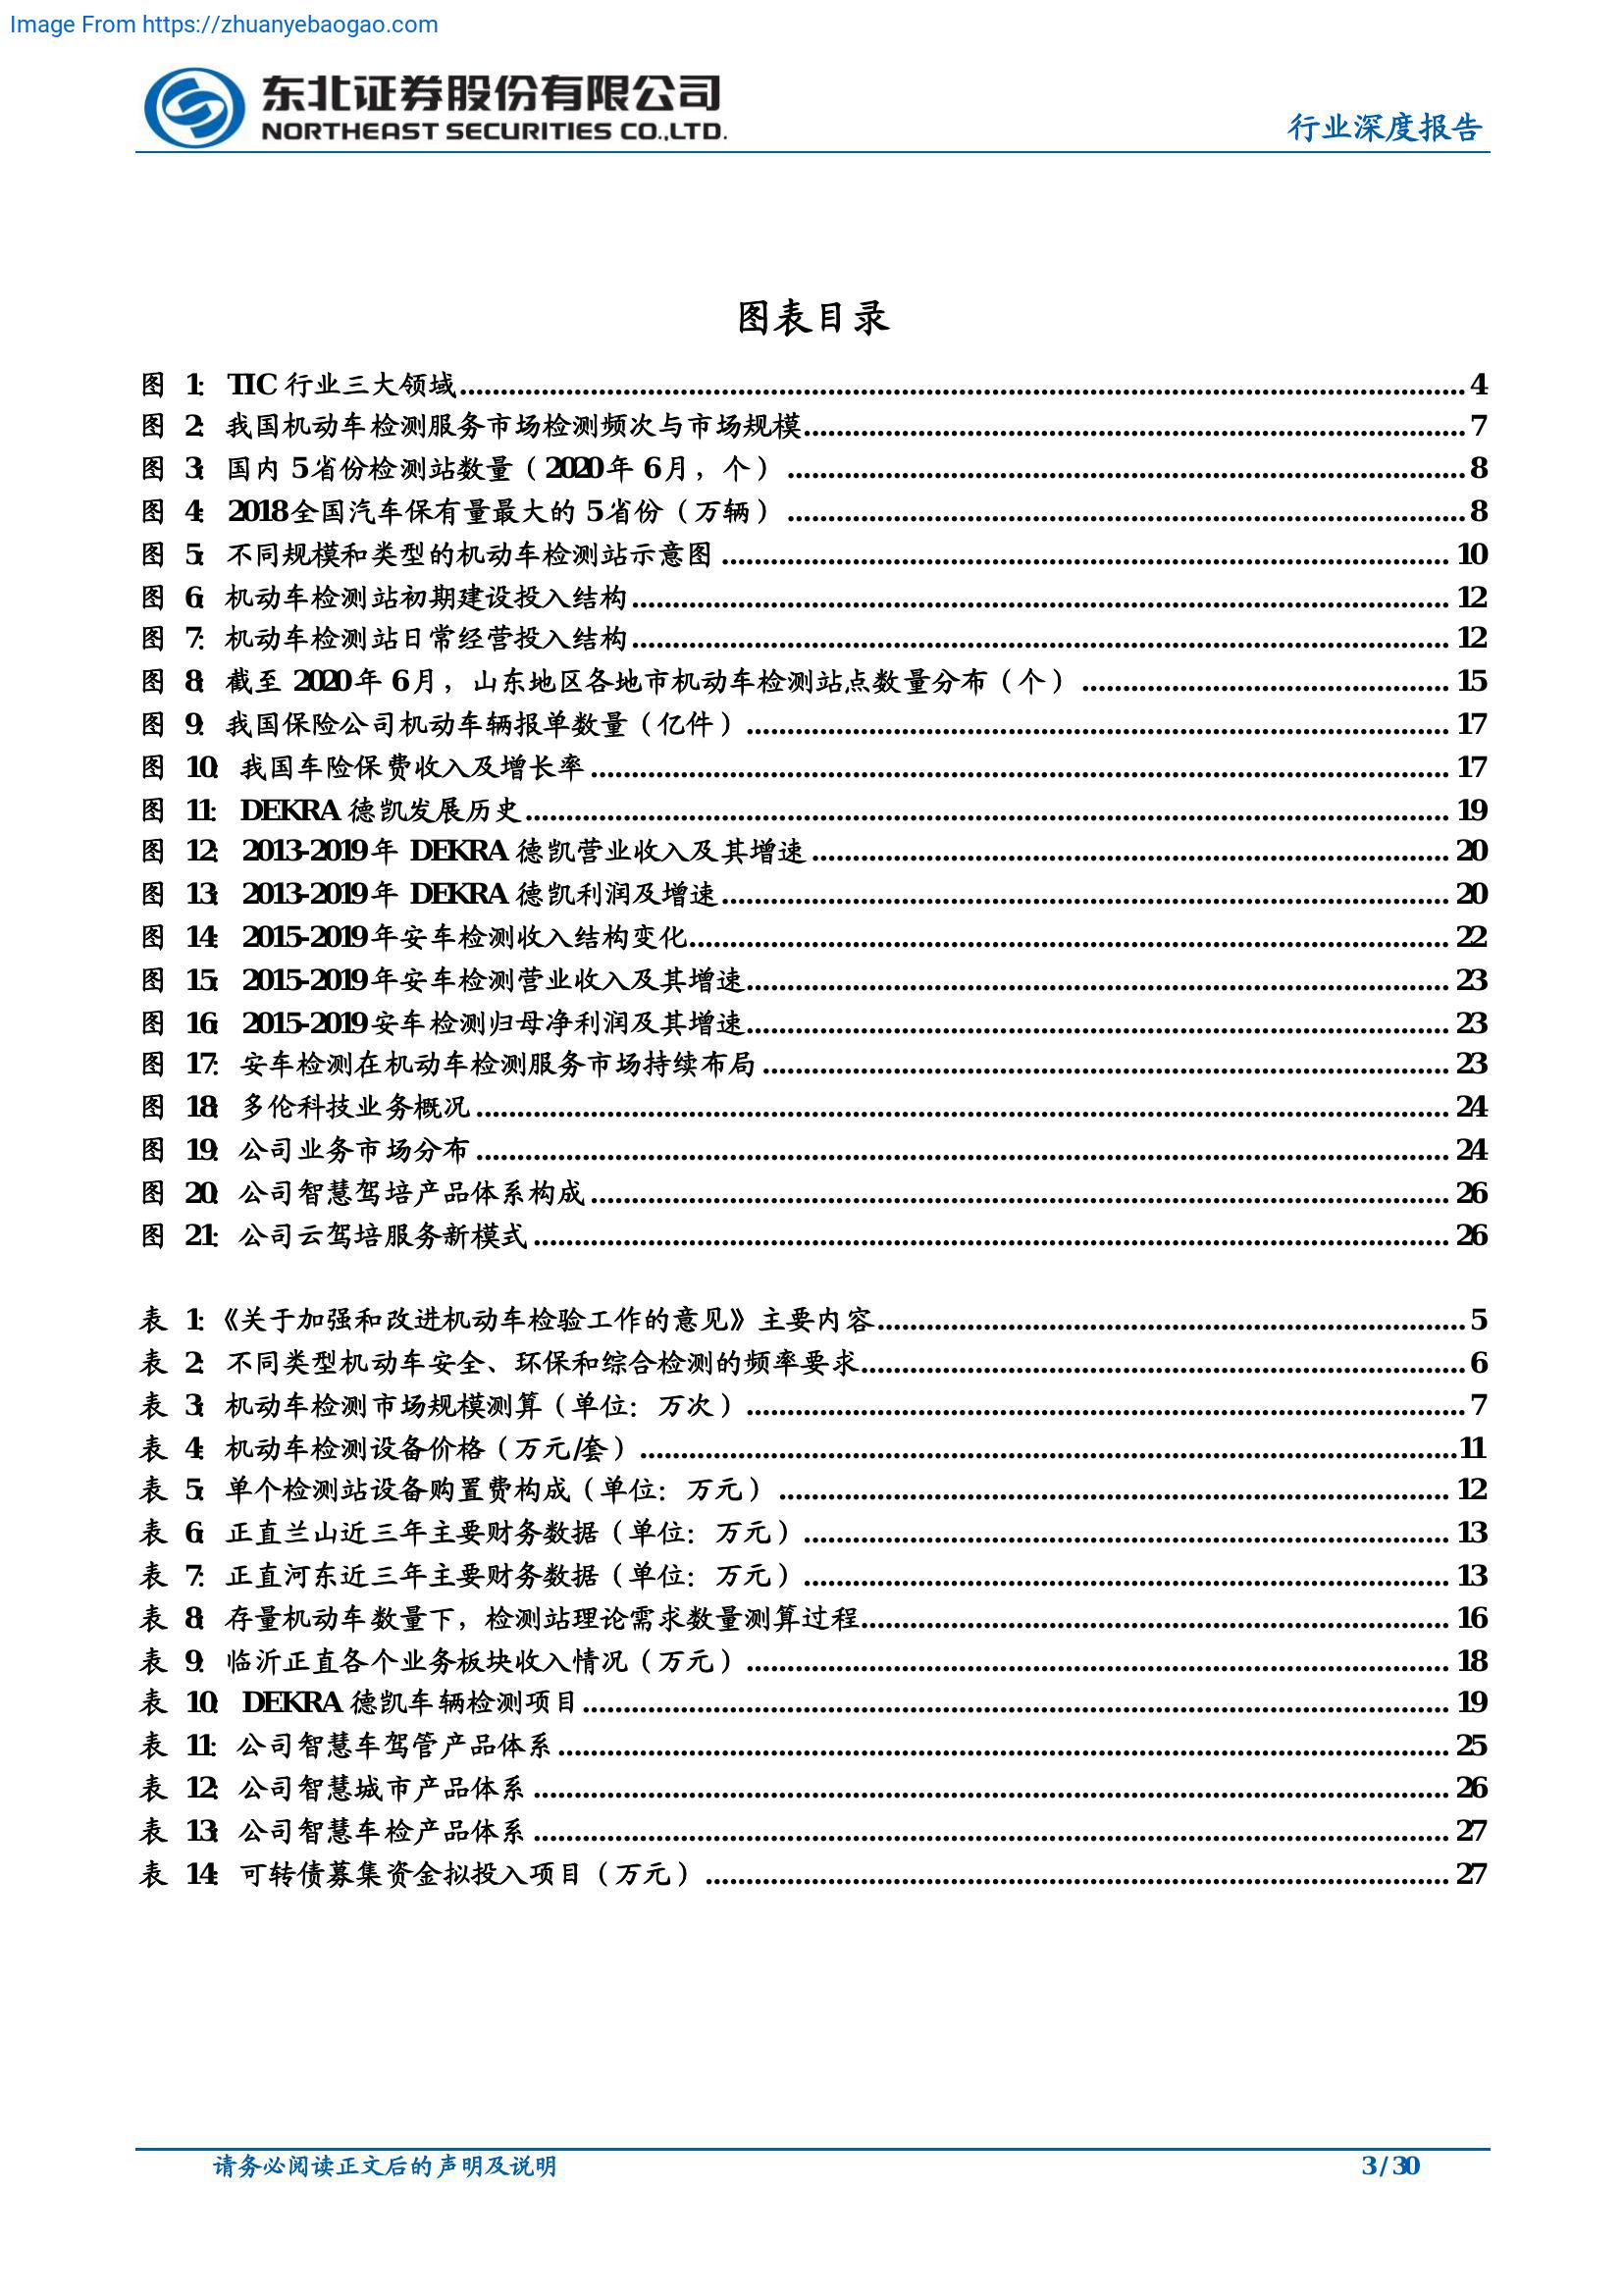 Image From https://zhuanyebaogao.com
东北证券股份有限公司
NORTHEAST SECURITIES CO.,LTD.
行业深度报告
图表目录
图 1: TIC 行业三大领域 4
图 2: 我国机动车检测服务市场检测频次与市场规模 7
图 3: 国内 5 省份检测站数量（2020 年 6 月，个） 8
图 4: 2018 全国汽车保有量最大的 5 省份（万辆） 8
图 5: 不同规模和类型的机动车检测站示意图 10
图 6: 机动车检测站初期建设投入结构 12
图 7: 机动车检测站日常经营投入结构 12
图 8: 截至 2020 年 6 月，山东地区各地市机动车检测站点数量分布（个） 15
图 9: 我国保险公司机动车辆报单数量（亿件） 17
图 10: 我国车险保费收入及增长率 17
图 11: DEKRA 德凯发展历史 19
图 12: 2013-2019 年 DEKRA 德凯营业收入及其增速 20
图 13: 2013-2019 年 DEKRA 德凯利润及增速 20
图 14: 2015-2019 年安车检测收入结构变化 22
图 15: 2015-2019 年安车检测营业收入及其增速 23
图 16: 2015-2019 安车检测归母净利润及其增速 23
图 17: 安车检测在机动车检测服务市场持续布局 23
图 18: 多伦科技业务概况 24
图 19: 公司业务市场分布 24
图 20: 公司智慧驾培产品体系构成 26
图 21: 公司云驾培服务新模式 26
表 1:《关于加强和改进机动车检验工作的意见》主要内容 5
表 2: 不同类型机动车安全、环保和综合检测的频率要求 6
表 3: 机动车检测市场规模测算（单位：万次） 7
表 4: 机动车检测设备价格（万元/套） 11
表 5: 单个检测站设备购置费构成（单位：万元） 12
表 6: 正直兰山近三年主要财务数据（单位：万元） 13
表 7: 正直河东近三年主要财务数据（单位：万元） 13
表 8: 存量机动车数量下，检测站理论需求数量测算过程 16
表 9: 临沂正直各个业务板块收入情况（万元） 18
表 10: DEKRA 德凯车辆检测项目 19
表 11: 公司智慧车驾管产品体系 25
表 12: 公司智慧城市产品体系 26
表 13: 公司智慧车检产品体系 27
表 14: 可转债募集资金拟投入项目（万元） 27
请务必阅读正文后的声明及说明 3 / 30